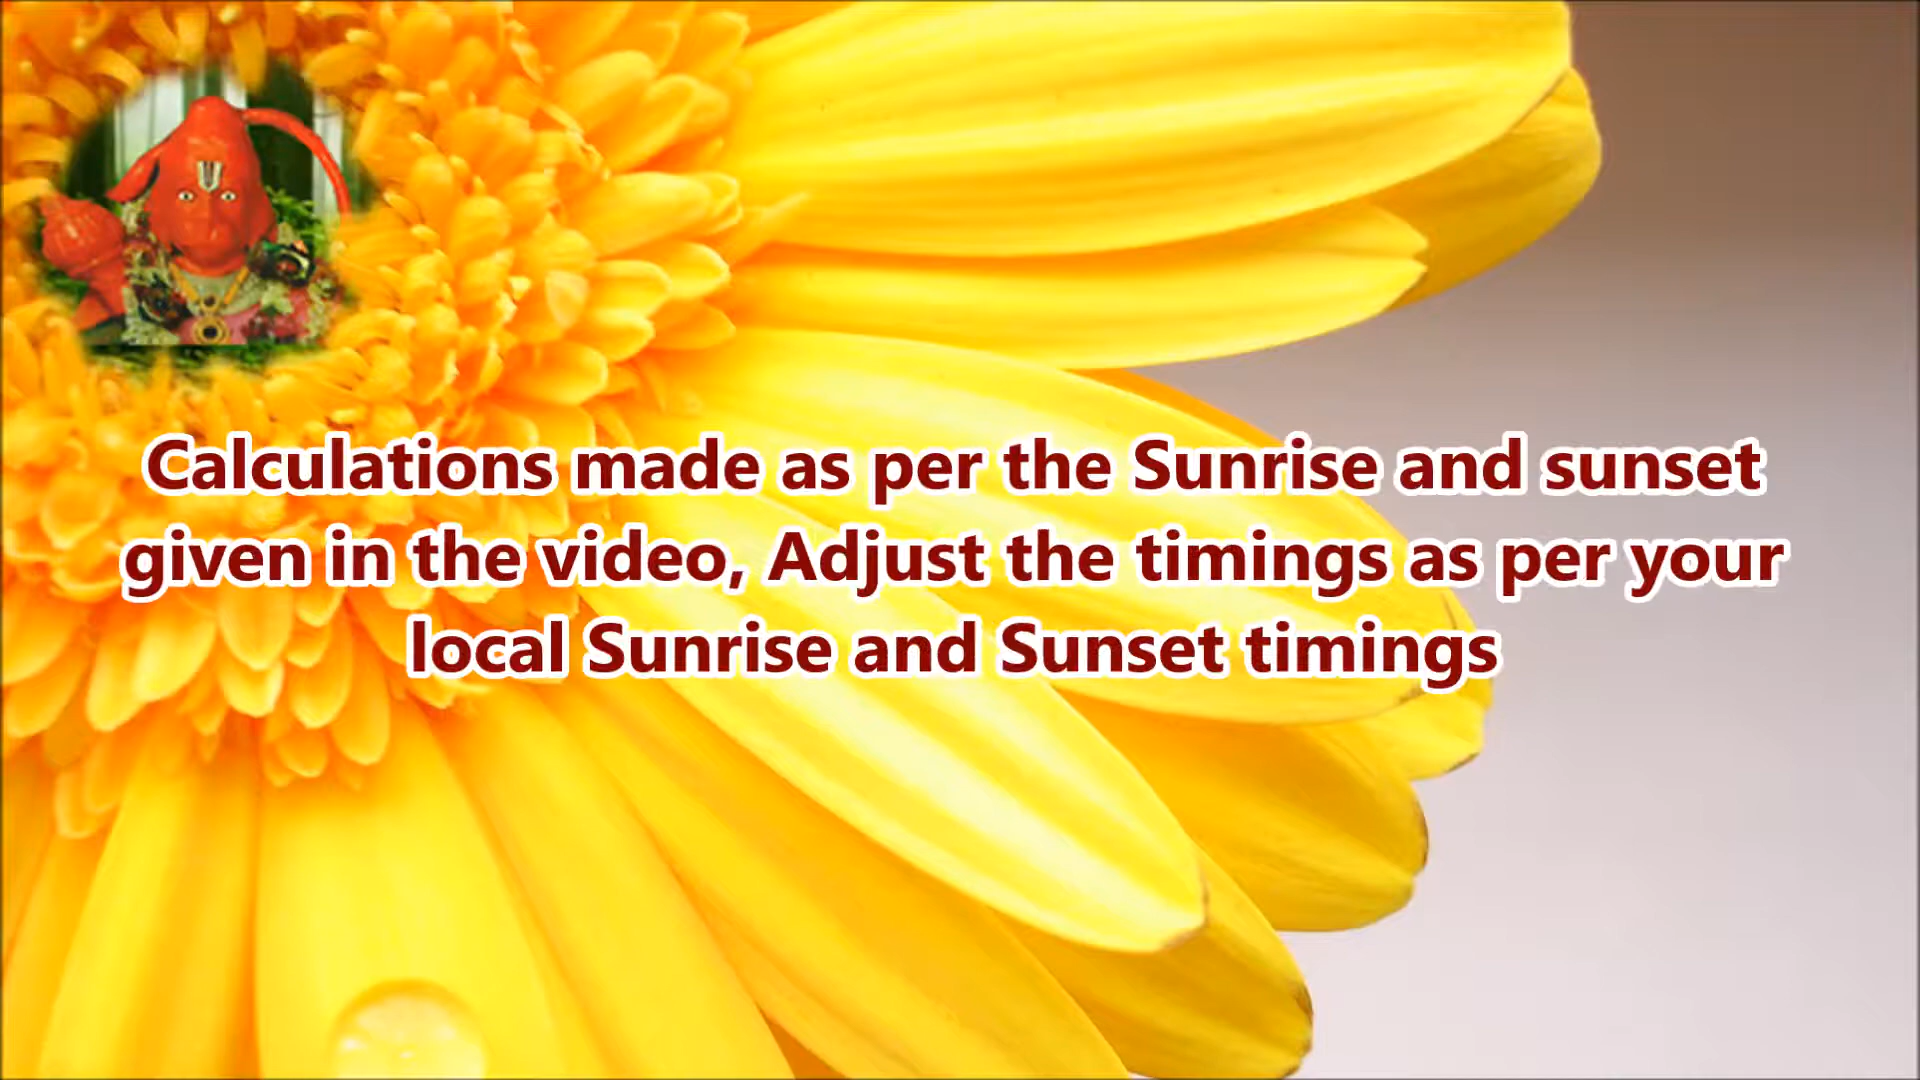 Calculations made as per the Sunrise and sunset
given in the video, Adjust the timings as per your
local Sunrise and Sunset timings